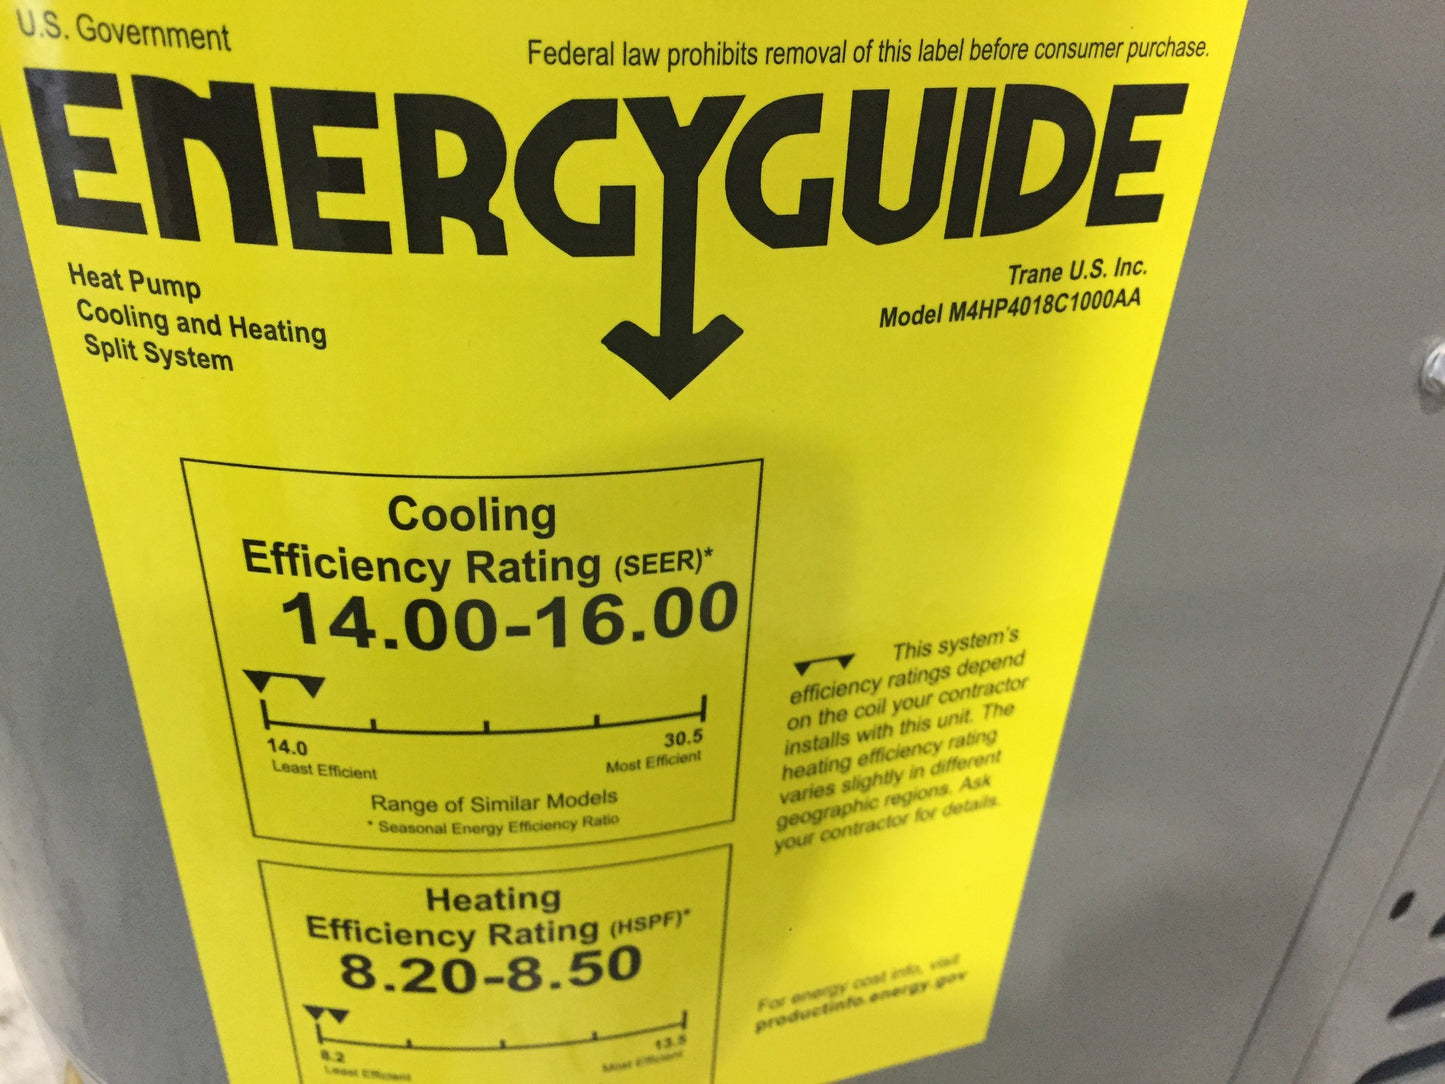 U.S. Government
Federal law prohibits removal of this label before consumer purchase.
ENERGYGUIDE
Heat Pump
Cooling and Heating
Split System
Trane U.S. Inc.
Model M4HP4018C1000AA
Cooling
Efficiency Rating (SEER)*
14.00-16.00
14.0
30.5
Least Efficient
Most Efficient
Range of Similar Models
* Seasonal Energy Efficiency Ratio
This system's
efficiency ratings depend
on the coil your contractor
installs with this unit. The
heating efficiency rating
varies slightly in different
geographic regions. Ask
your contractor for details.
Heating
Efficiency Rating (HSPF)*
8.20-8.50
8.2
13.5
Least Efficient
Most Efficient
For energy cost info, visit
productinfo.energy.gov